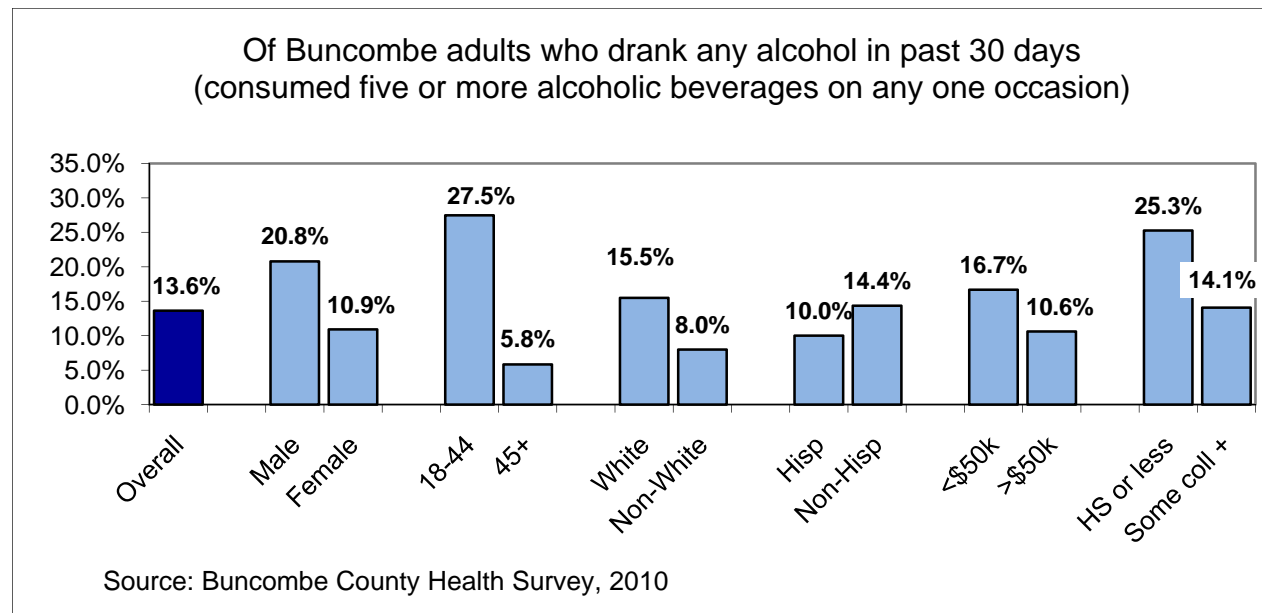 Of Buncombe adults who drank any alcohol in past 30 days
(consumed five or more alcoholic beverages on any one occasion)
35.0%
30.0%
25.0%
20.0%
15.0%
10.0%
5.0%
0.0%
13.6%
20.8%
10.9%
27.5%
5.8%
15.5%
8.0%
10.0%
14.4%
16.7%
10.6%
25.3%
14.1%
Overall
Male
Female
18-44
45+
White
Non-White
Hisp
Non-Hisp
<$50k
>$50k
HS or less
Some coll +
Source: Buncombe County Health Survey, 2010